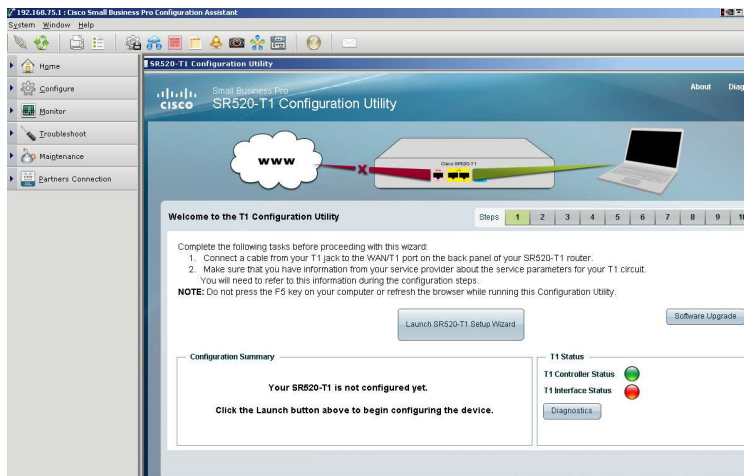 192.168.75.1 : Cisco Small Business Pro Configuration Assistant
System Window Help
Home
Configure
Monitor
Troubleshoot
Maintenance
Partners Connection
SR520-T1 Configuration Utility
CISCO
Small Business Pro
SR520-T1 Configuration Utility
About Diag
WWW
Cisco SR520-T1
Welcome to the T1 Configuration Utility
Steps 1 2 3 4 5 6 7 8 9 1
Complete the following tasks before proceeding with this wizard:
1. Connect a cable from your T1 jack to the WAN/T1 port on the back panel of your SR520-T1 router.
2. Make sure that you have information from your service provider about the service parameters for your T1 circuit.
You will need to refer to this information during the configuration steps.
NOTE: Do not press the F5 key on your computer or refresh the browser while running this Configuration Utility.
Launch SR520-T1 Setup Wizard
Software Upgrade
Configuration Summary
Your SR520-T1 is not configured yet.
Click the Launch button above to begin configuring the device.
T1 Status
T1 Controller Status
T1 Interface Status
Diagnostics